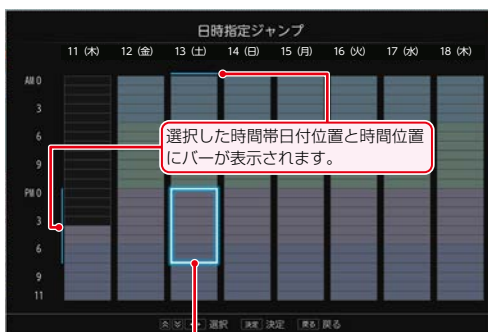 日時指定ジャンプ
11 (木) 12 (金) 13 (土) 14 (日) 15 (月) 16 (火) 17 (水) 18 (木)
AM 0
3
6
選択した時間帯日付位置と時間位置
にバーが表示されます。
9
PM 0
3
6
9
11
選択 決定 決定 戻る 戻る